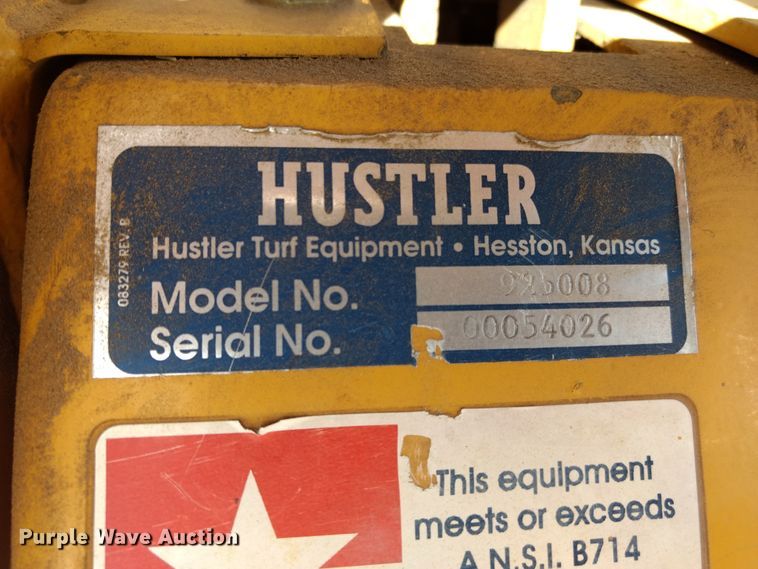 HUSTLER
Hustler Turf Equipment • Hesston, Kansas
Model No. 925008
Serial No. 00054026
083279 REV. B
This equipment
meets or exceeds
A.N.S.I. B714
Purple Wave Auction